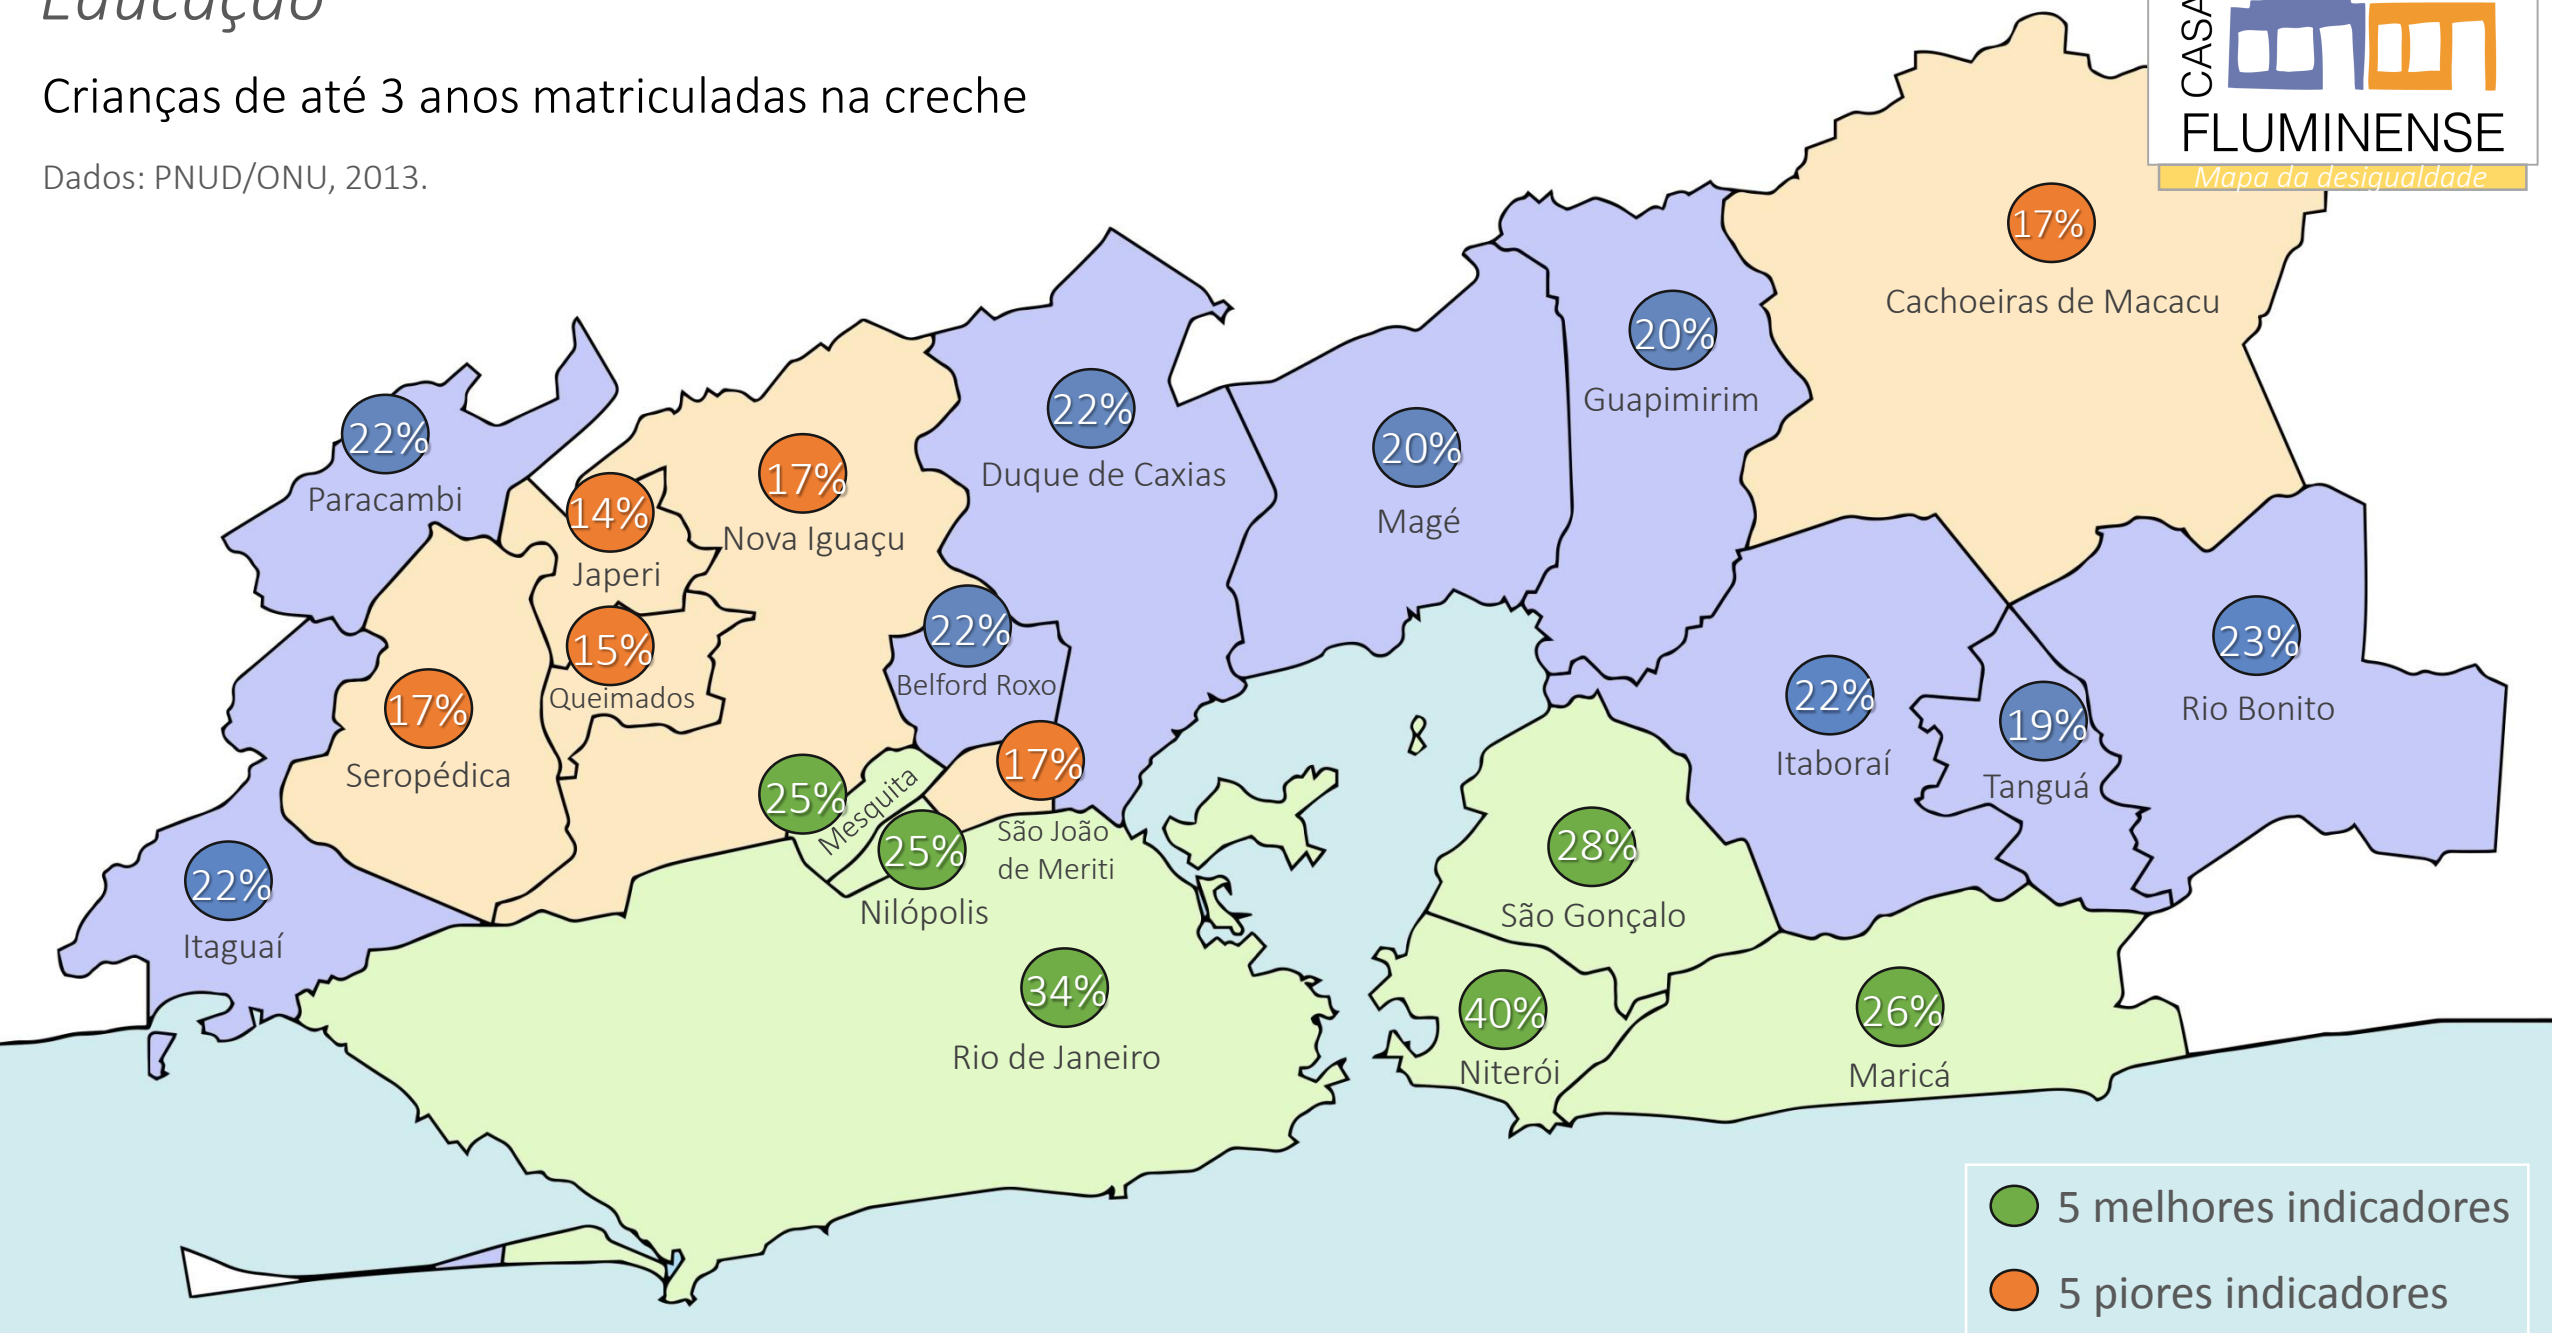 Educação
Crianças de até 3 anos matriculadas na creche
Dados: PNUD/ONU, 2013.
CASA
FLUMINENSE
Mapa da desigualdade
17%
Cachoeiras de Macacu
20%
Guapimirim
22%
Duque de Caxias
20%
Magé
22%
Paracambi
17%
Nova Iguaçu
14%
Japeri
15%
Queimados
22%
Belford Roxo
23%
Rio Bonito
22%
Itaboraí
19%
Tanguá
17%
Seropédica
17%
São João
de Meriti
25%
Mesquita
25%
Nilópolis
28%
São Gonçalo
22%
Itaguaí
34%
Rio de Janeiro
40%
Niterói
26%
Maricá
5 melhores indicadores
5 piores indicadores